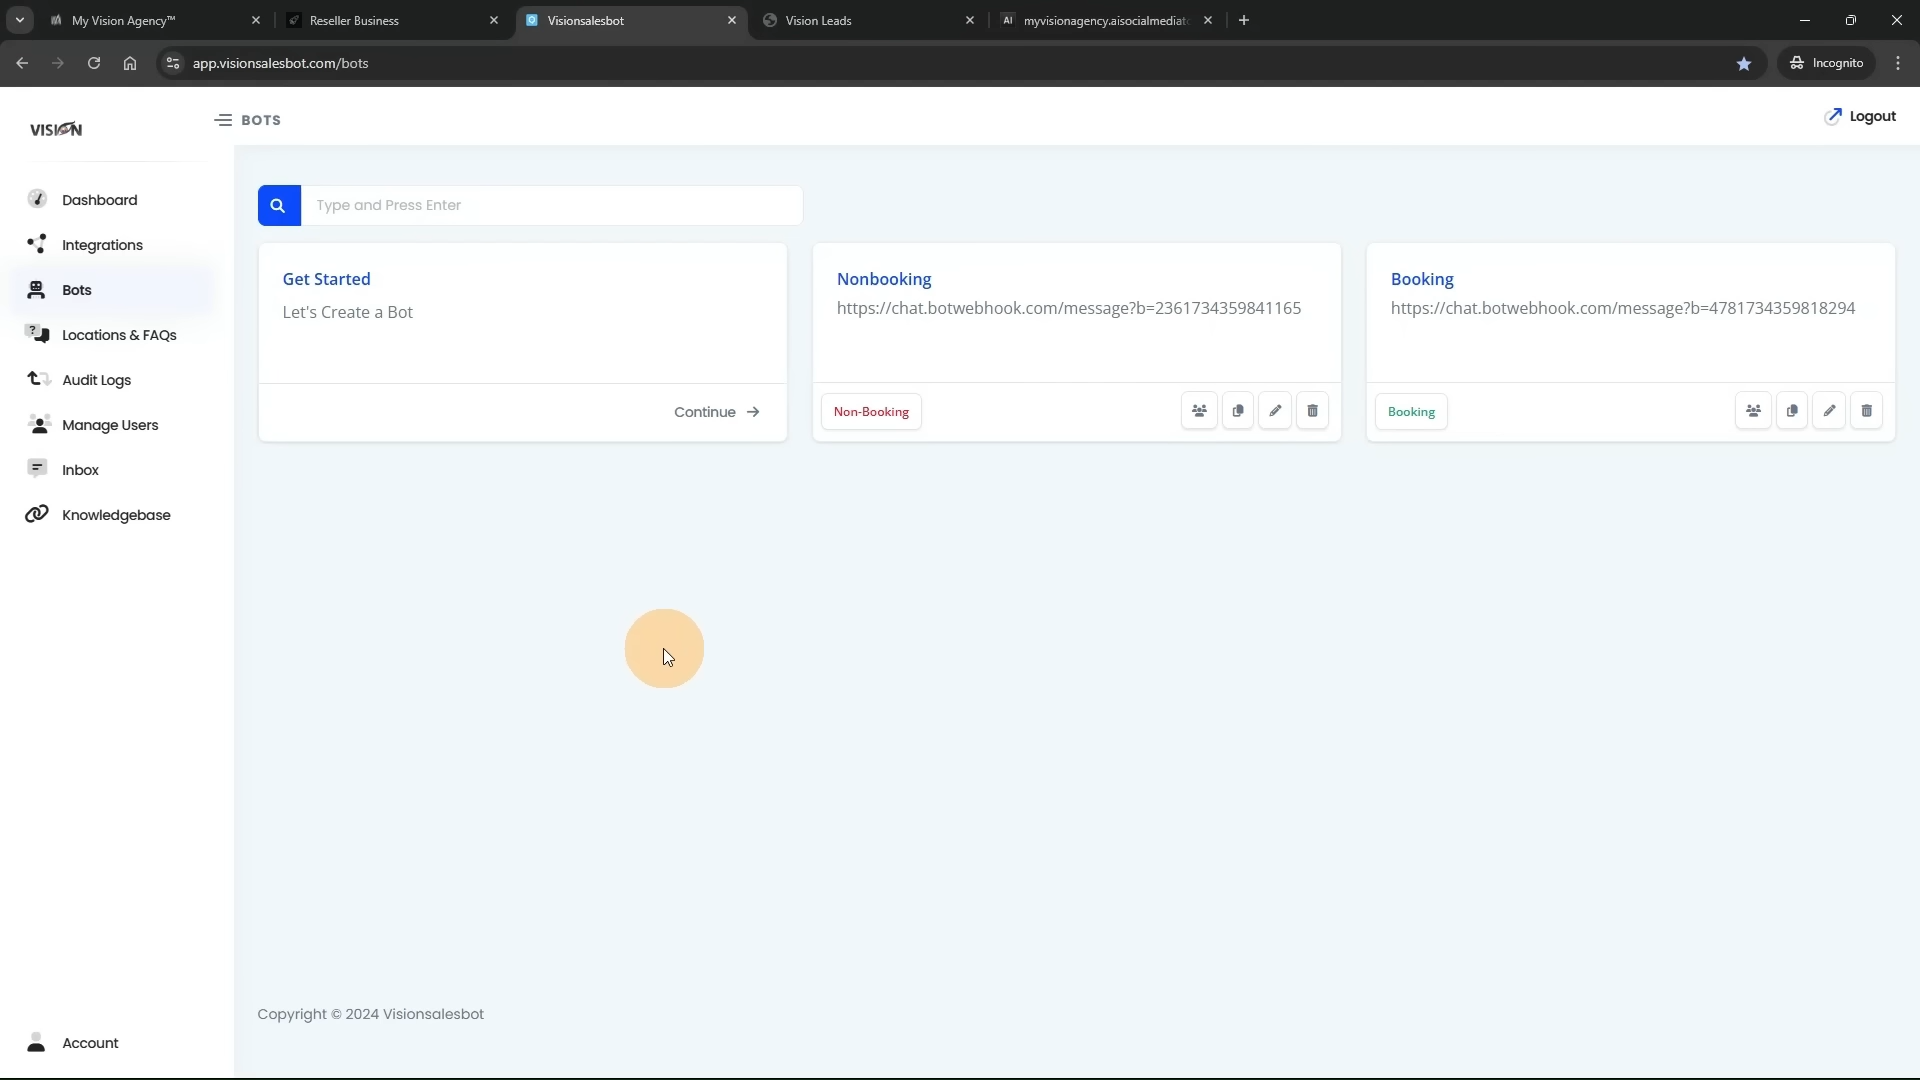 My Vision Agency™
Reseller Business
Visionsalesbot
Vision Leads
AI
myvisionagency.aisocialmediato
app.visionsalesbot.com/bots
Incognito
VISION
BOTS
Logout
Dashboard
Integrations
Bots
Locations & FAQs
Audit Logs
Manage Users
Inbox
Knowledgebase
Account
Type and Press Enter
Get Started
Let's Create a Bot
Continue
Nonbooking
https://chat.botwebhook.com/message?b=2361734359841165
Non-Booking
Booking
https://chat.botwebhook.com/message?b=4781734359818294
Booking
Copyright © 2024 Visionsalesbot